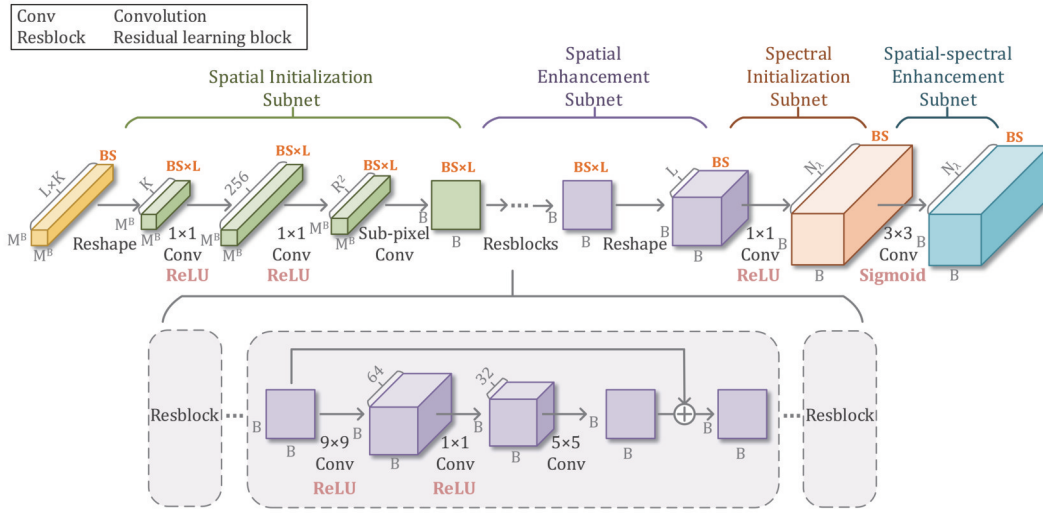 Conv Convolution
Resblock Residual learning block
Spatial Initialization
Subnet
Spatial
Enhancement
Subnet
Spectral
Initialization
Subnet
Spatial-spectral
Enhancement
Subnet
BS
L×K
M^B
M^B
Reshape
BS×L
K
M^B
M^B
1×1
Conv
ReLU
BS×L
256
M^B
M^B
1×1
Conv
ReLU
BS×L
R²
M^B
M^B
Sub-pixel
Conv
BS×L
B
B
...
Resblocks
BS×L
B
B
Reshape
BS
L
B
B
1×1
Conv
ReLU
BS
N_λ
B
B
3×3
Conv
Sigmoid
BS
N_λ
B
B
Resblock
...
B
B
9×9
Conv
ReLU
64
B
B
1×1
Conv
ReLU
32
B
B
5×5
Conv
B
B
+
B
B
...
Resblock